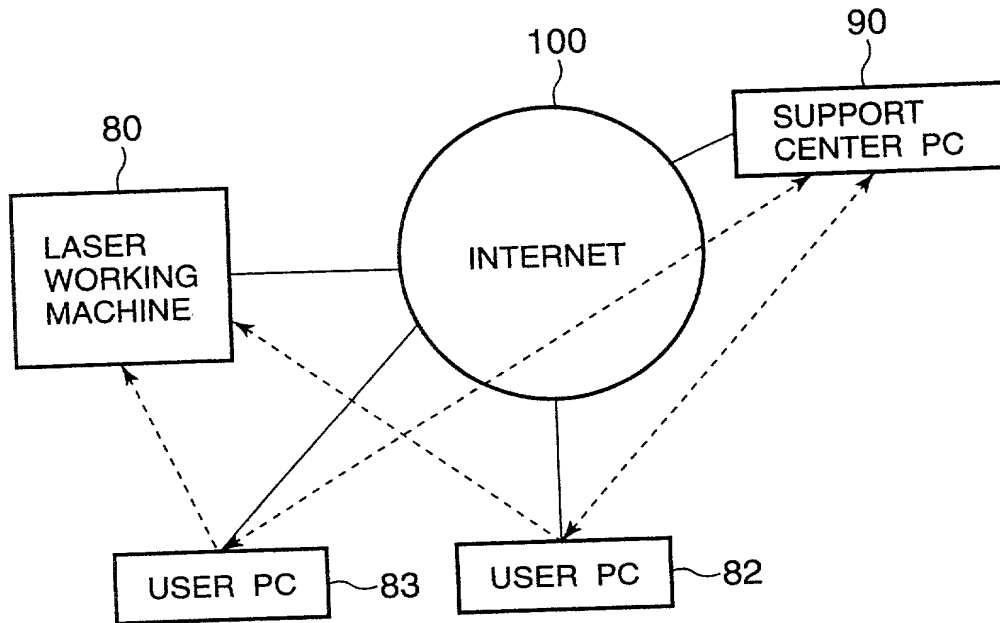 100
90
SUPPORT
CENTER PC
80
LASER
WORKING
MACHINE
INTERNET
USER PC
83
USER PC
82